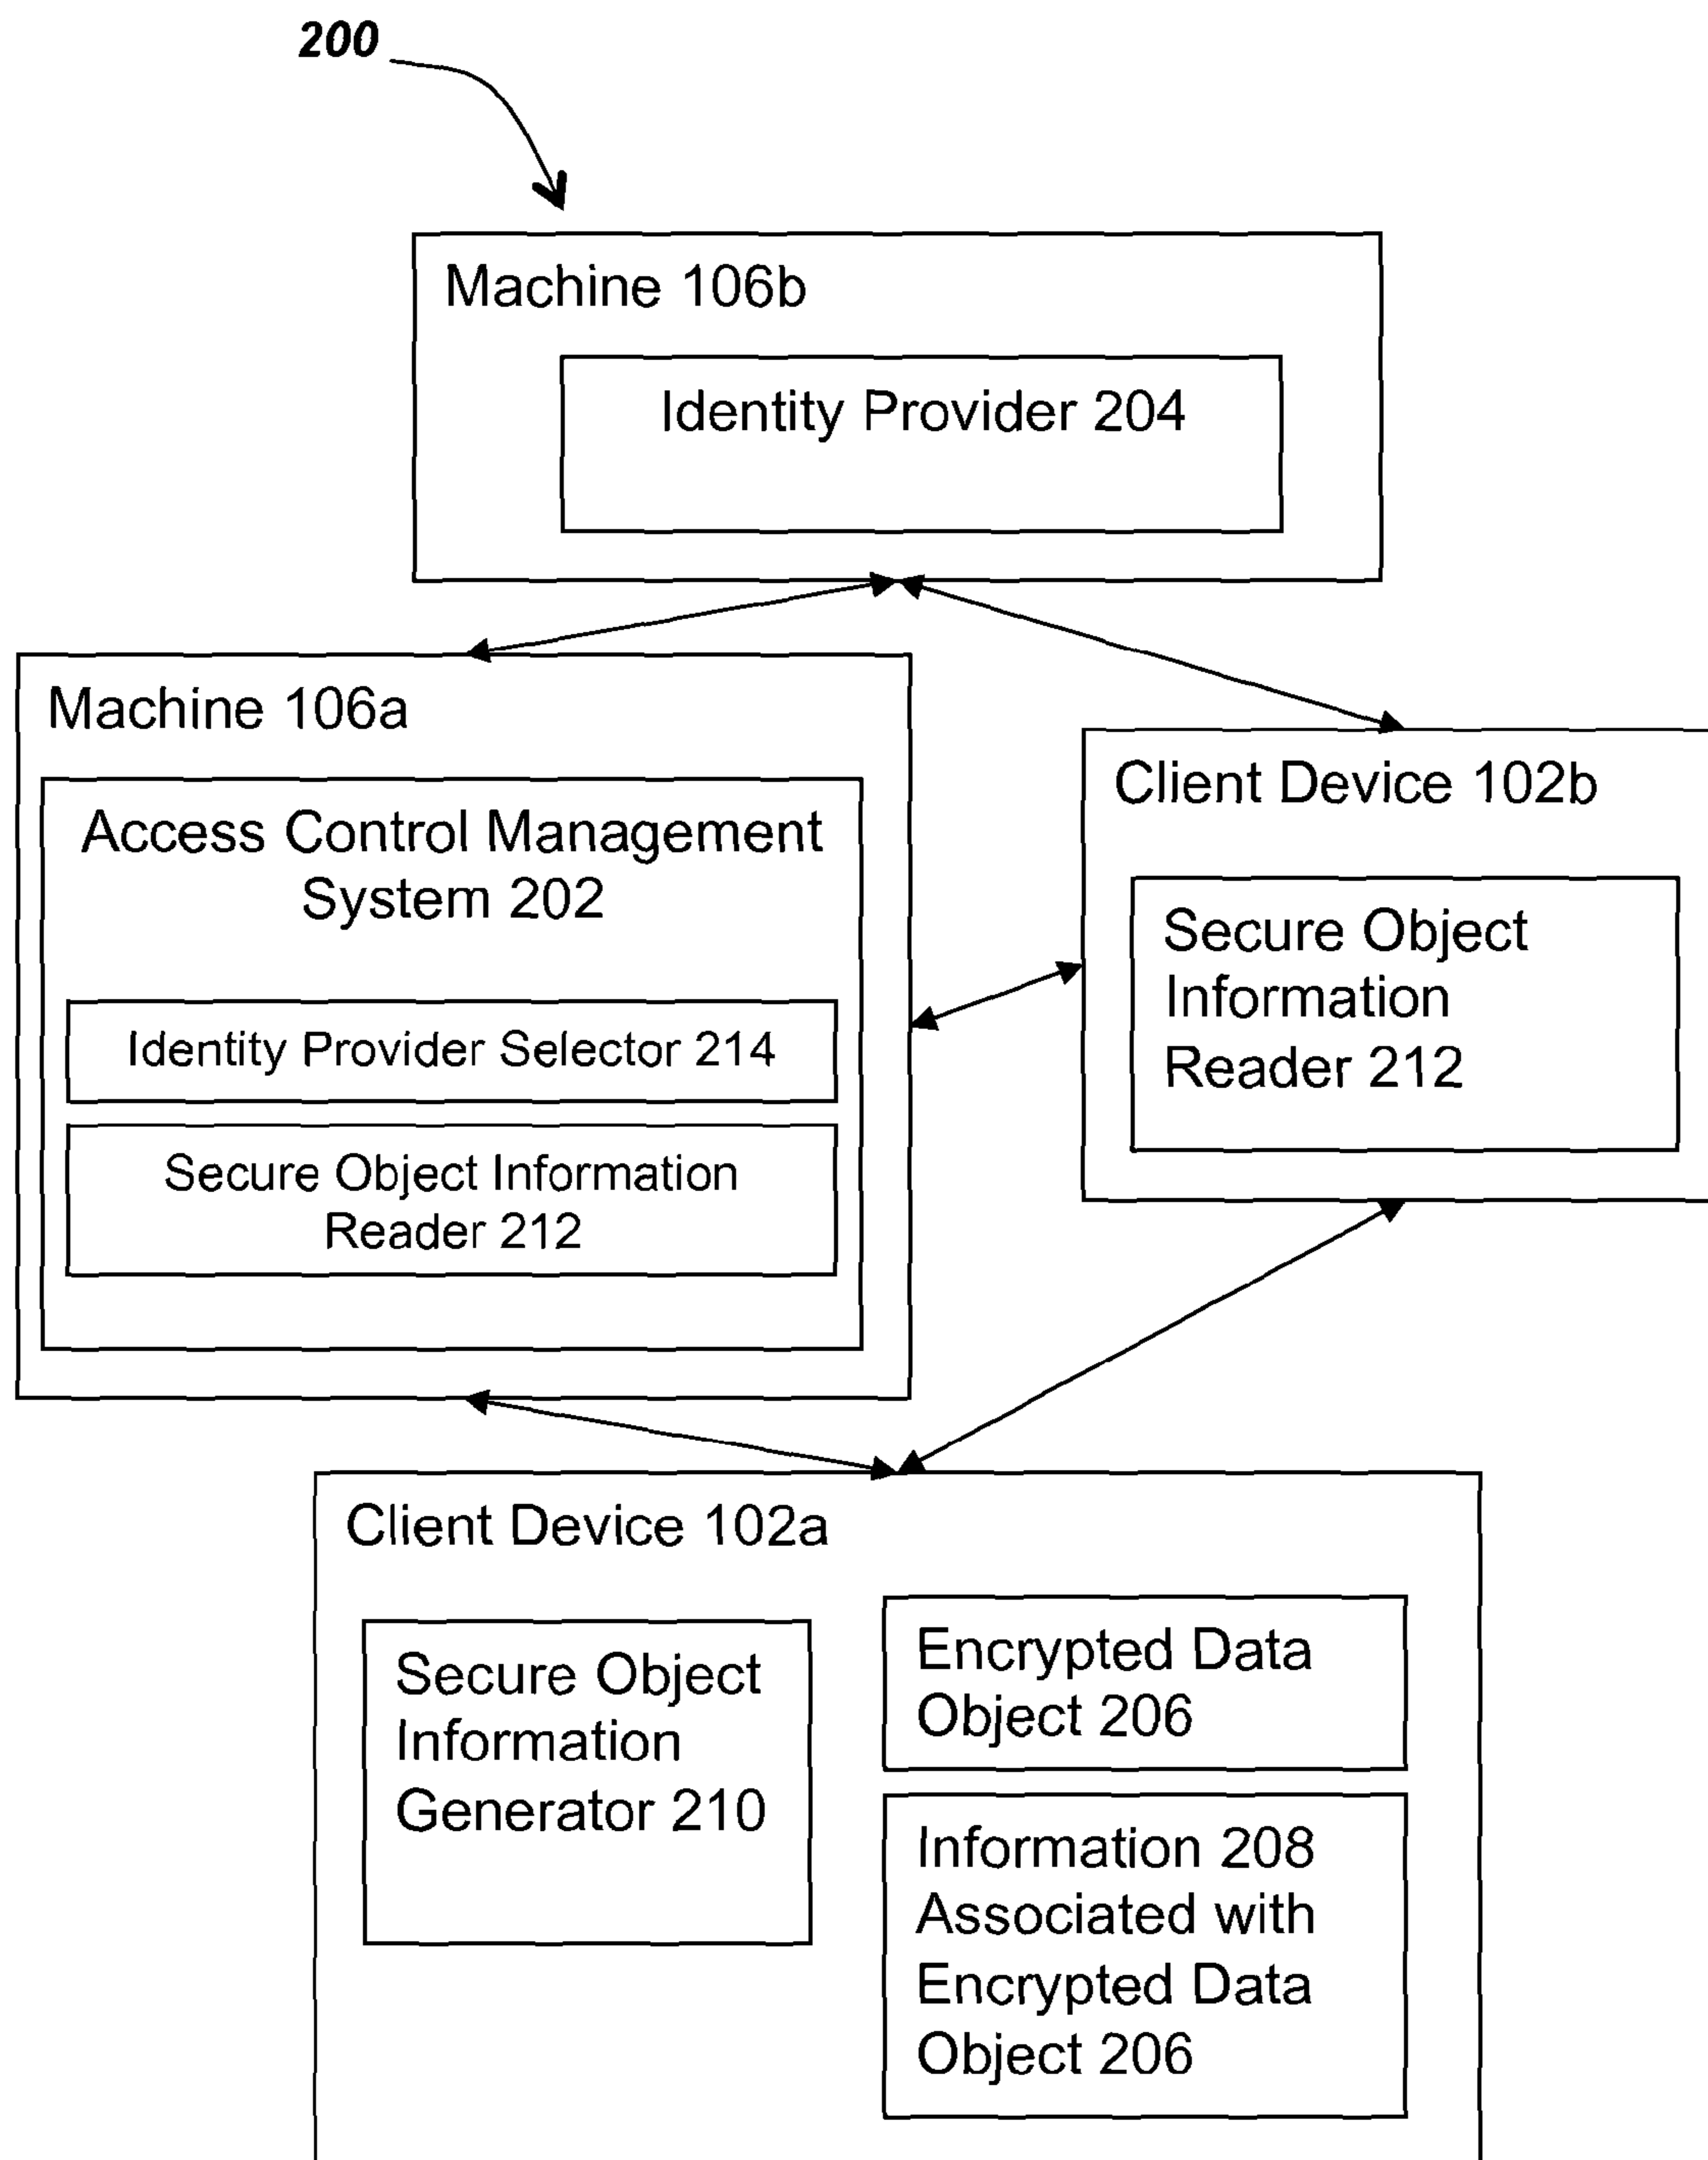 200
Machine 106b
Identity Provider 204
Machine 106a
Access Control Management
System 202
Identity Provider Selector 214
Secure Object Information
Reader 212
Client Device 102b
Secure Object
Information
Reader 212
Client Device 102a
Secure Object
Information
Generator 210
Encrypted Data
Object 206
Information 208
Associated with
Encrypted Data
Object 206